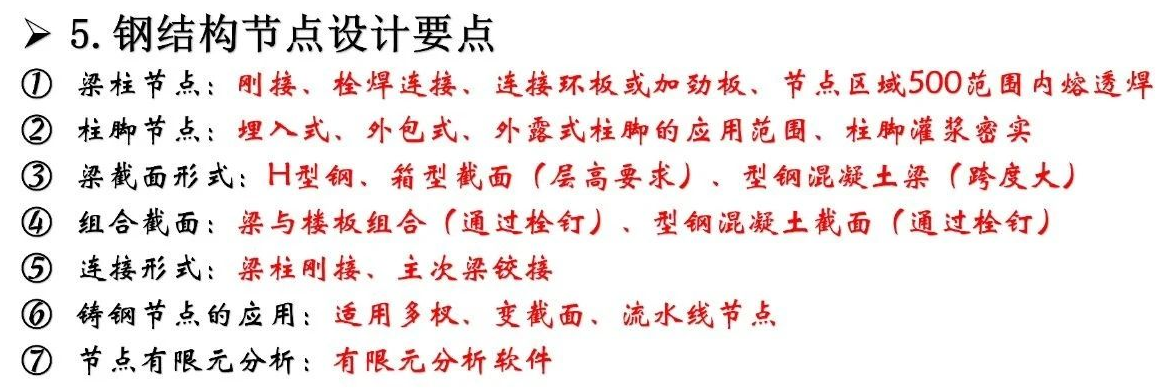 ➢ 5. 钢结构节点设计要点
① 梁柱节点：刚接、栓焊连接、连接环板或加劲板、节点区域500范围内熔透焊
② 柱脚节点：埋入式、外包式、外露式柱脚的应用范围、柱脚灌浆密实
③ 梁截面形式：H型钢、箱型截面（层高要求）、型钢混凝土梁（跨度大）
④ 组合截面：梁与楼板组合（通过栓钉）、型钢混凝土截面（通过栓钉）
⑤ 连接形式：梁柱刚接、主次梁铰接
⑥ 铸钢节点的应用：适用多杈、变截面、流水线节点
⑦ 节点有限元分析：有限元分析软件